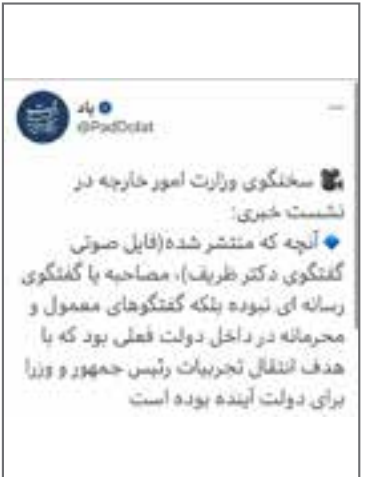 پاد
@PadDolat
سخنگوی وزارت امور خارجه در
نشست خبری:
آنچه که منتشر شده(فایل صوتی
گفتگوی دکتر ظریف)، مصاحبه یا گفتگوی
رسانه ای نبوده بلکه گفتگوهای معمول و
محرمانه در داخل دولت فعلی بود که با
هدف انتقال تجربیات رئیس جمهور و وزرا
برای دولت آینده بوده است